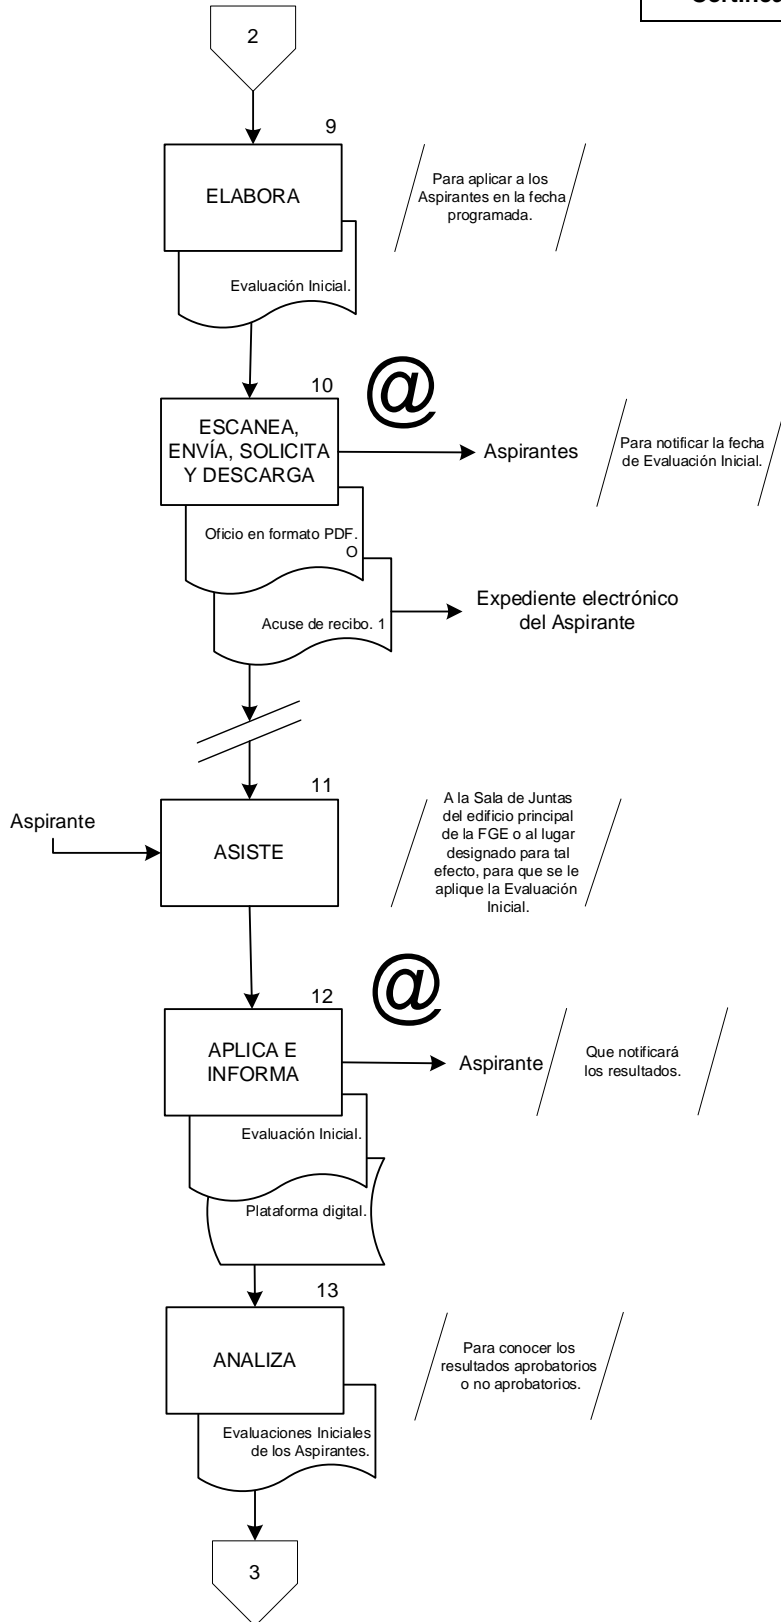 2
9
ELABORA
Para aplicar a los
Aspirantes en la fecha
programada.
Evaluación Inicial.
10
@
ESCANEA,
ENVÍA, SOLICITA
Y DESCARGA
Aspirantes
Para notificar la fecha
de Evaluación Inicial.
Oficio en formato PDF.
O
Acuse de recibo. 1
Expediente electrónico
del Aspirante
11
Aspirante
ASISTE
A la Sala de Juntas
del edificio principal
de la FGE o al lugar
designado para tal
efecto, para que se le
aplique la Evaluación
Inicial.
12
@
APLICA E
INFORMA
Aspirante
Que notificará
los resultados.
Evaluación Inicial.
Plataforma digital.
13
ANALIZA
Para conocer los
resultados aprobatorios
o no aprobatorios.
Evaluaciones Iniciales
de los Aspirantes.
3